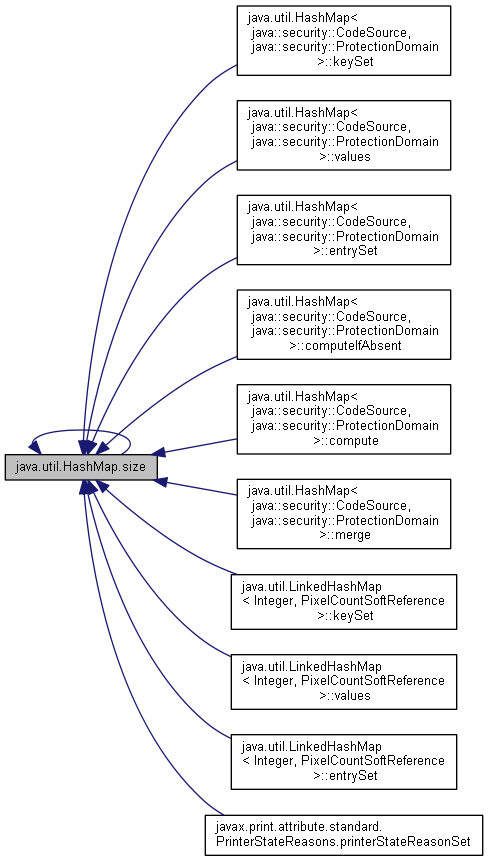 java.util.HashMap<
java::security::CodeSource,
java::security::ProtectionDomain
>::keySet
java.util.HashMap<
java::security::CodeSource,
java::security::ProtectionDomain
>::values
java.util.HashMap<
java::security::CodeSource,
java::security::ProtectionDomain
>::entrySet
java.util.HashMap<
java::security::CodeSource,
java::security::ProtectionDomain
>::computeIfAbsent
java.util.HashMap<
java::security::CodeSource,
java::security::ProtectionDomain
>::compute
java.util.HashMap.size
java.util.HashMap<
java::security::CodeSource,
java::security::ProtectionDomain
>::merge
java.util.LinkedHashMap
< Integer, PixelCountSoftReference
>::keySet
java.util.LinkedHashMap
< Integer, PixelCountSoftReference
>::values
java.util.LinkedHashMap
< Integer, PixelCountSoftReference
>::entrySet
javax.print.attribute.standard.
PrinterStateReasons.printerStateReasonSet